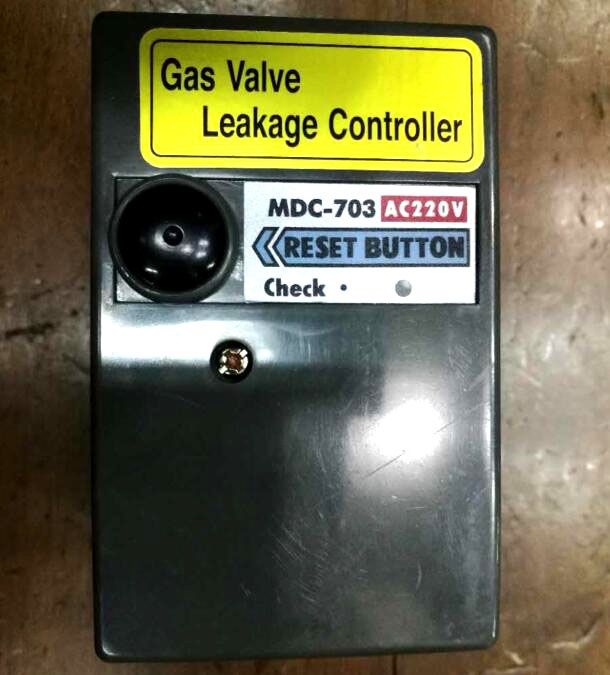 Gas Valve
Leakage Controller
MDC-703 AC220V
RESET BUTTON
Check